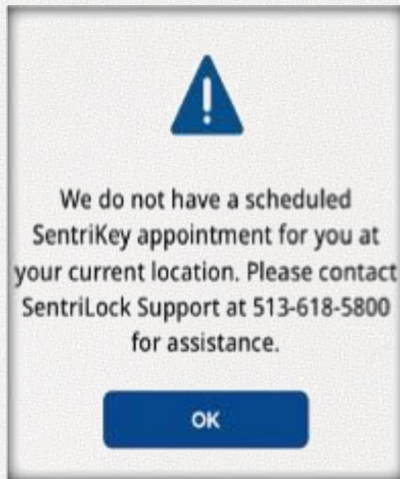 We do not have a scheduled
SentriKey appointment for you at
your current location. Please contact
SentriLock Support at 513-618-5800
for assistance.
OK